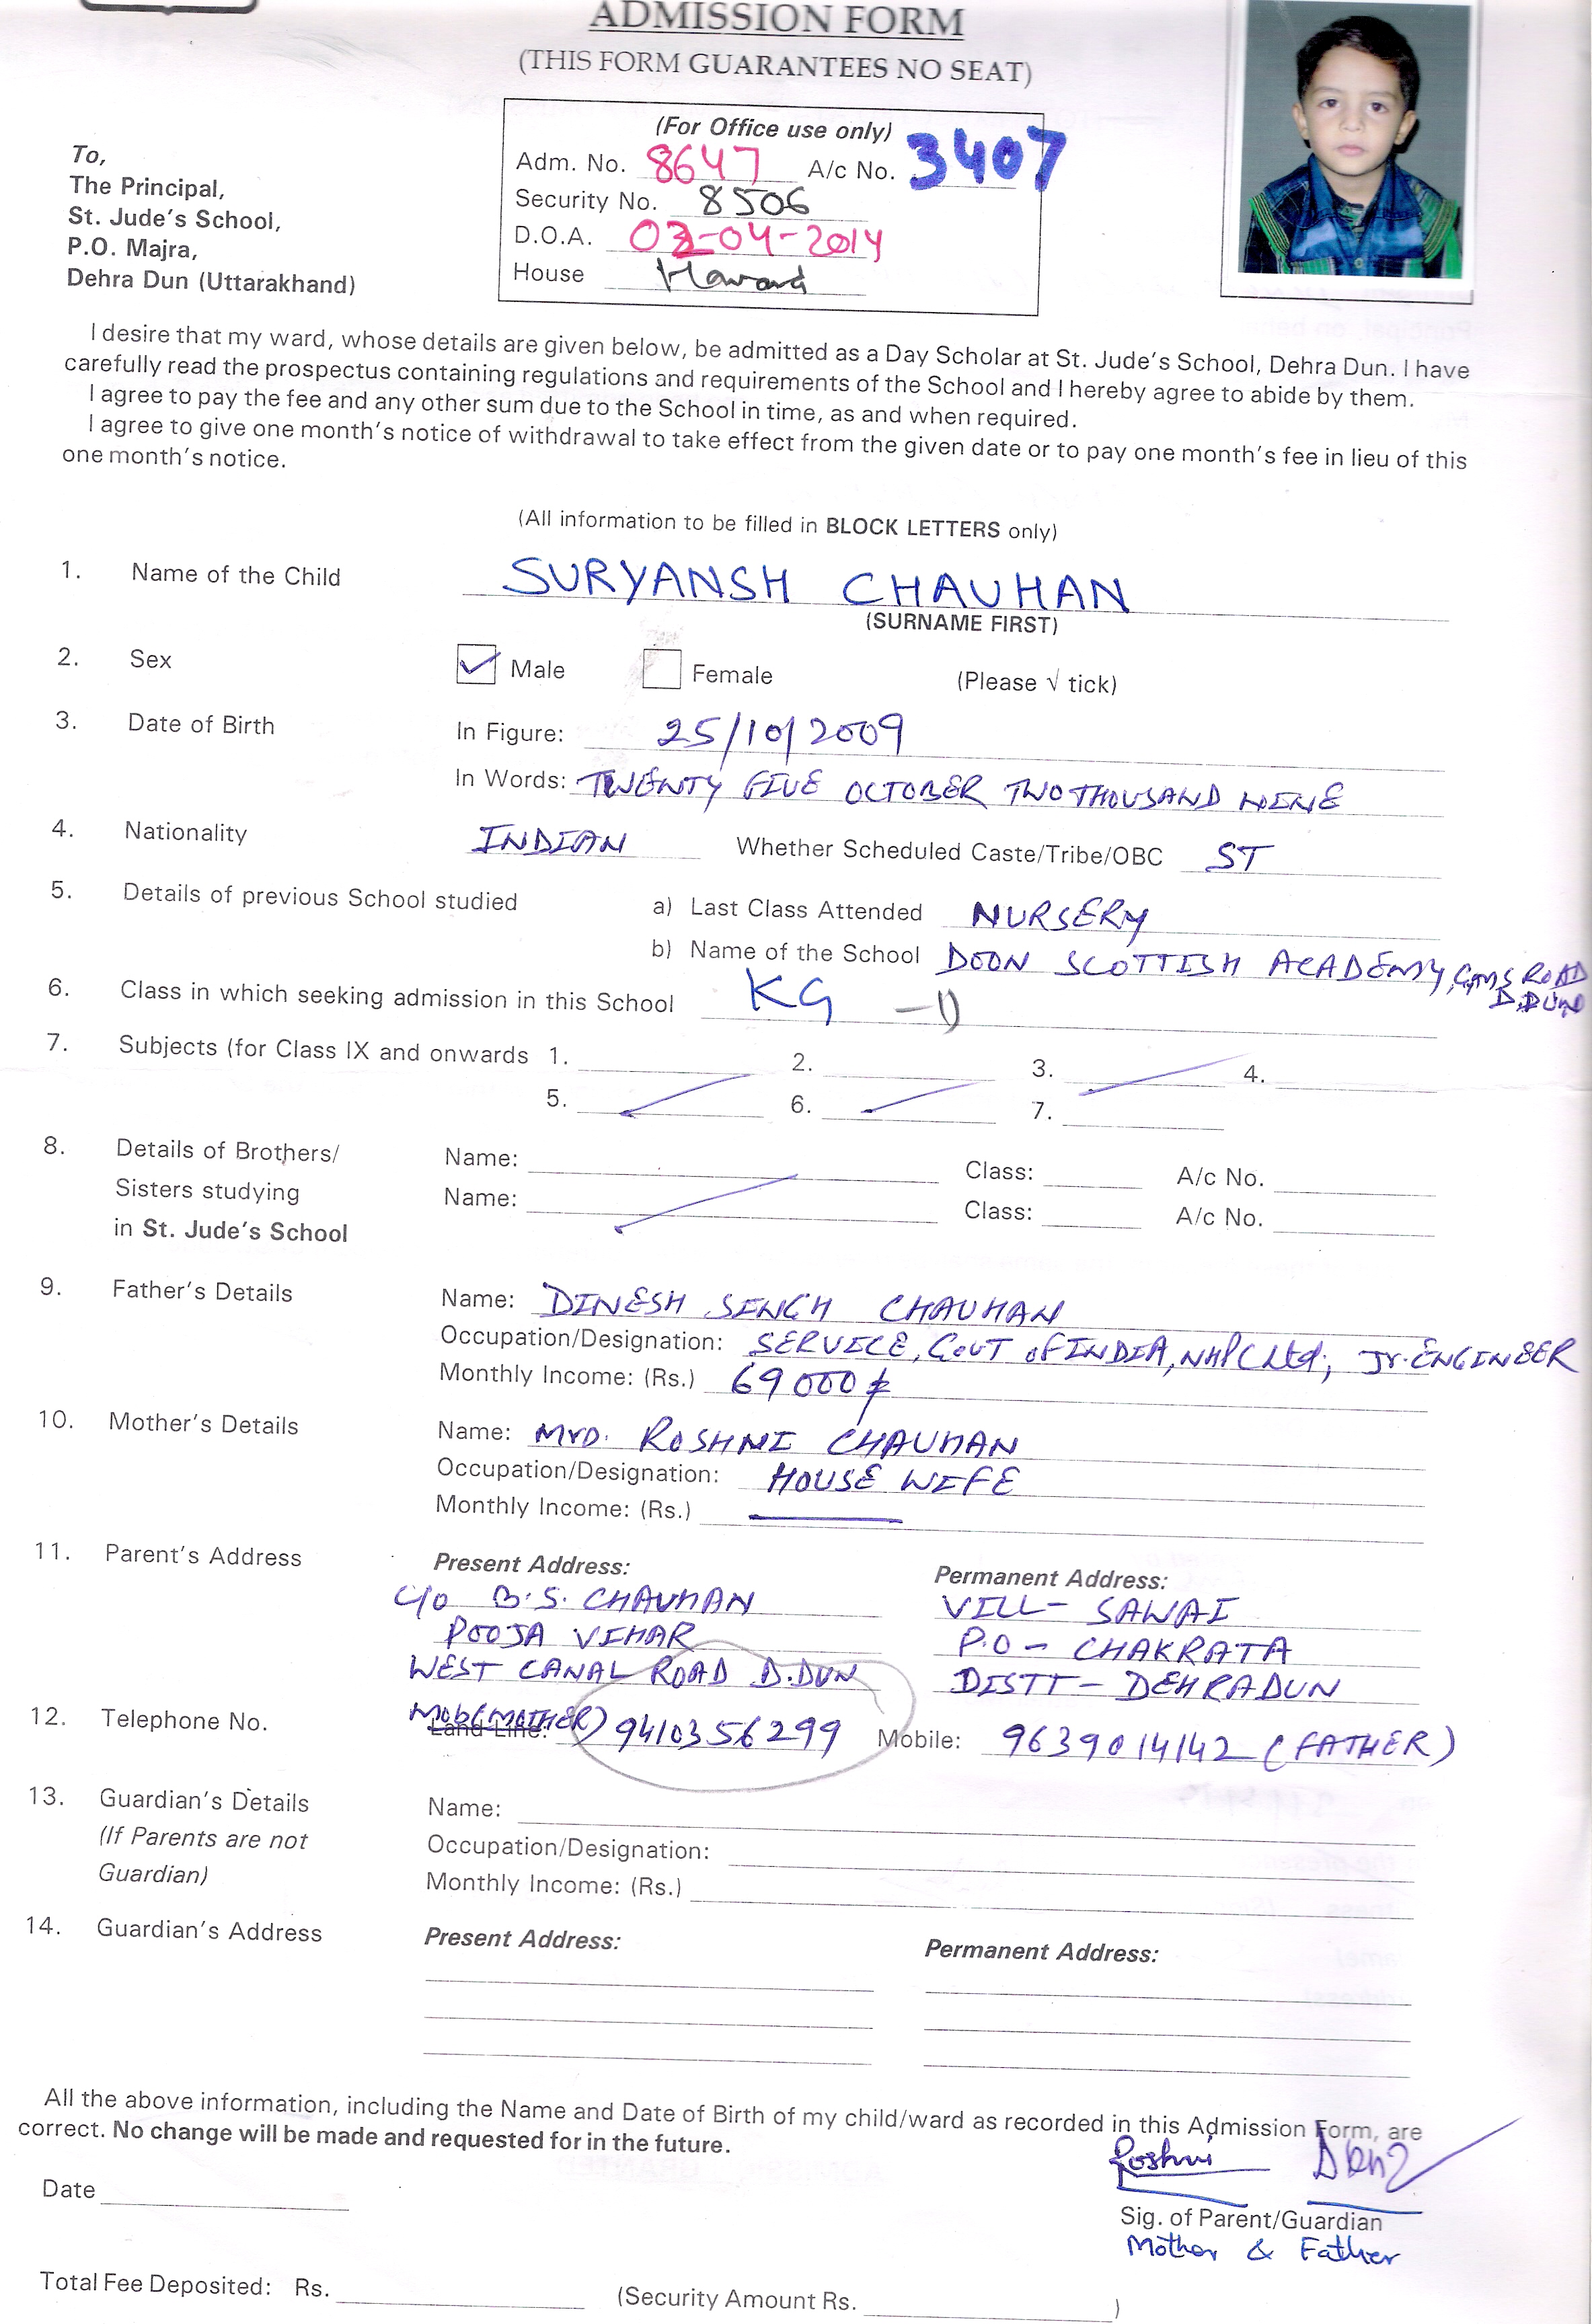 ADMISSION FORM
(THIS FORM GUARANTEES NO SEAT)
(For Office use only)
Adm. No. 8647 A/c No. 3407
Security No. 8506
D.O.A. 02-04-2014
House
To,
The Principal,
St. Jude's School,
P.O. Majra,
Dehra Dun (Uttarakhand)
I desire that my ward, whose details are given below, be admitted as a Day Scholar at St. Jude's School, Dehra Dun. I have
carefully read the prospectus containing regulations and requirements of the School and I hereby agree to abide by them.
I agree to pay the fee and any other sum due to the School in time, as and when required.
I agree to give one month's notice of withdrawal to take effect from the given date or to pay one month's fee in lieu of this
one month's notice.
(All information to be filled in BLOCK LETTERS only)
1. Name of the Child SURYANSH CHAUHAN
(SURNAME FIRST)
2. Sex ✓ Male Female (Please √ tick)
3. Date of Birth In Figure: 25/10/2009
In Words: TWENTY FIVE OCTOBER TWO THOUSAND NINE
4. Nationality INDIAN Whether Scheduled Caste/Tribe/OBC ST
5. Details of previous School studied a) Last Class Attended NURSERY
b) Name of the School DOON SCOTTISH ACADEMY, GMS ROAD
D.DUN
6. Class in which seeking admission in this School KG
7. Subjects (for Class IX and onwards 1. 2. 3. 4.
5. 6. 7.
8. Details of Brothers/ Name: Class: A/c No.
Sisters studying Name: Class: A/c No.
in St. Jude's School
9. Father's Details Name: DINESH SINGH CHAUHAN
Occupation/Designation: SERVICE, GOVT OF INDIA, NHPC Ltd, Jr. ENGINEER
Monthly Income: (Rs.) 69000
10. Mother's Details Name: ROSHNI CHAUHAN
Occupation/Designation: HOUSE WIFE
Monthly Income: (Rs.)
11. Parent's Address Present Address: Permanent Address:
C/o B.S. CHAUHAN VILL- SAWAI
POOJA VIHAR P.O - CHAKRATA
WEST CANAL ROAD D.DUN DISTT- DEHRADUN
12. Telephone No. Land Line: Mob (MOTHER) 9410356299 Mobile: 9639014142 (FATHER)
13. Guardian's Details Name:
(If Parents are not Occupation/Designation:
Guardian) Monthly Income: (Rs.)
14. Guardian's Address Present Address: Permanent Address:
All the above information, including the Name and Date of Birth of my child/ward as recorded in this Admission Form, are
correct. No change will be made and requested for in the future.
Roshni
Date
Sig. of Parent/Guardian
Mother & Father
Total Fee Deposited: Rs. (Security Amount Rs. )